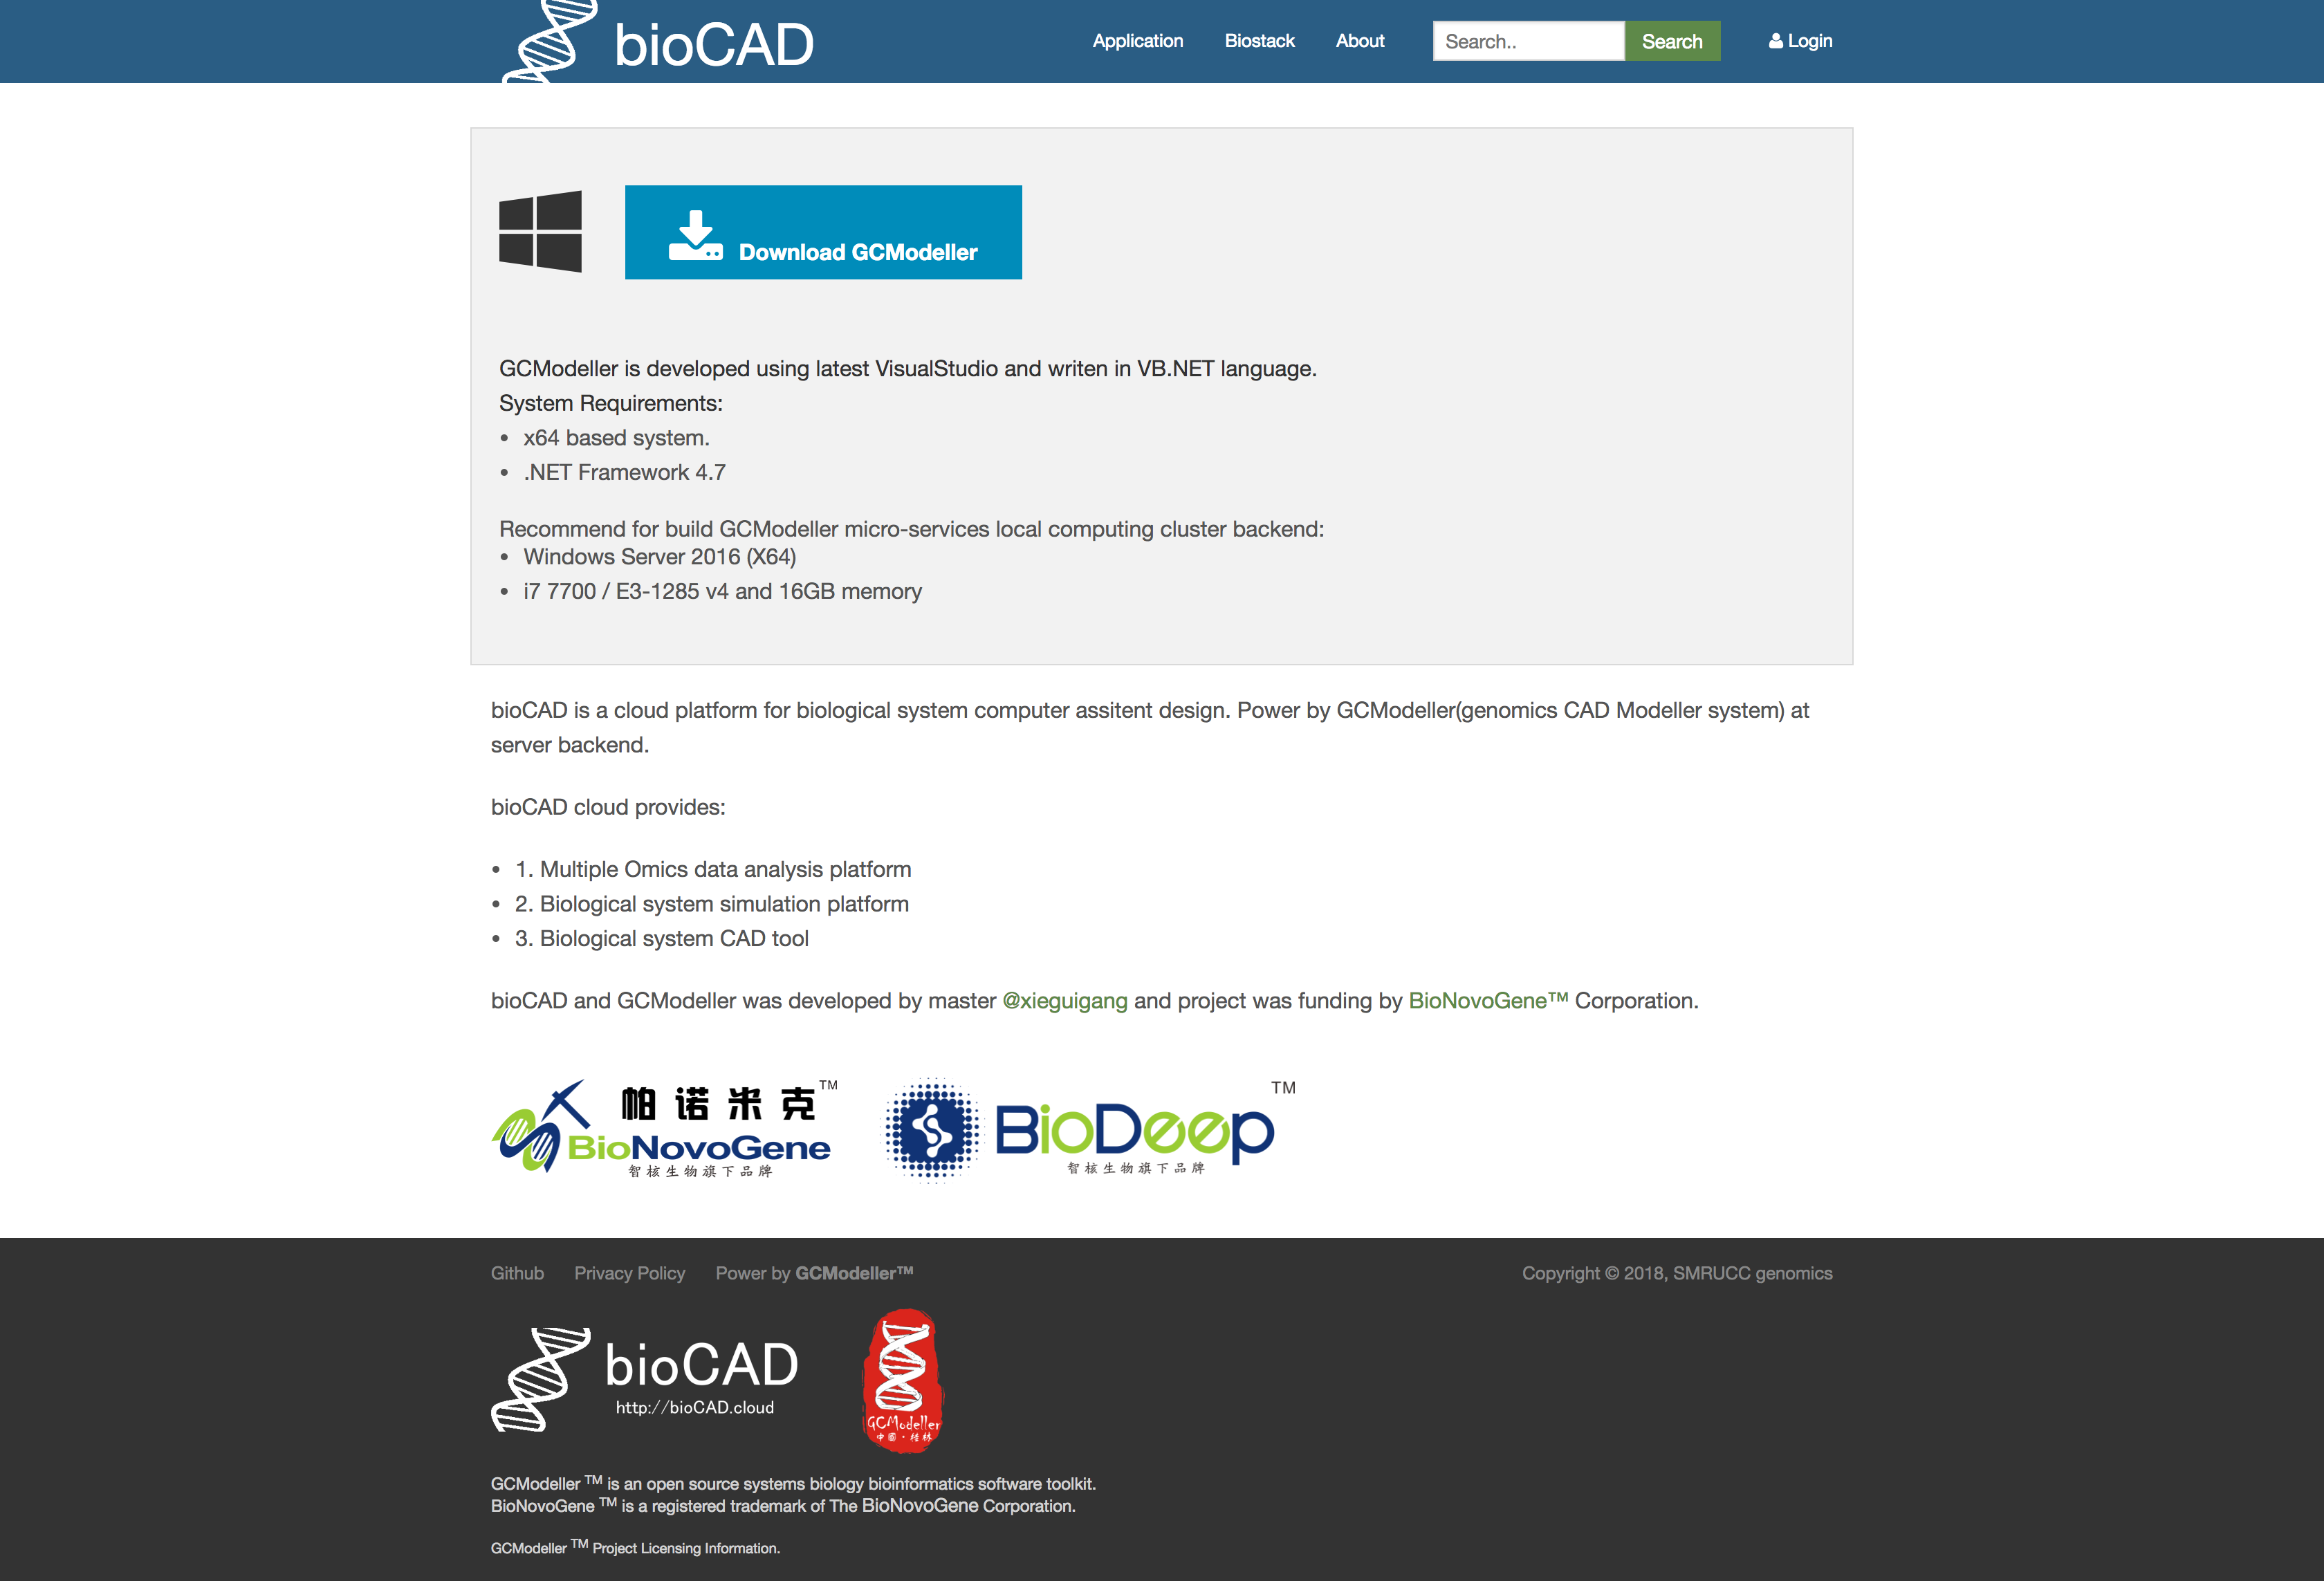 bioCAD
Application Biostack About Search.. Search Login
Download GCModeller
GCModeller is developed using latest VisualStudio and writen in VB.NET language.
System Requirements:
• x64 based system.
• .NET Framework 4.7
Recommend for build GCModeller micro-services local computing cluster backend:
• Windows Server 2016 (X64)
• i7 7700 / E3-1285 v4 and 16GB memory
bioCAD is a cloud platform for biological system computer assitent design. Power by GCModeller(genomics CAD Modeller system) at
server backend.
bioCAD cloud provides:
• 1. Multiple Omics data analysis platform
• 2. Biological system simulation platform
• 3. Biological system CAD tool
bioCAD and GCModeller was developed by master @xieguigang and project was funding by BioNovoGene™ Corporation.
帕诺米克 TM
BioNovoGene
智核生物旗下品牌
BioDeep TM
智核生物旗下品牌
Github Privacy Policy Power by GCModeller™ Copyright © 2018, SMRUCC genomics
bioCAD
http://bioCAD.cloud
GCModeller
中国·桂林
GCModeller TM is an open source systems biology bioinformatics software toolkit.
BioNovoGene TM is a registered trademark of The BioNovoGene Corporation.
GCModeller TM Project Licensing Information.